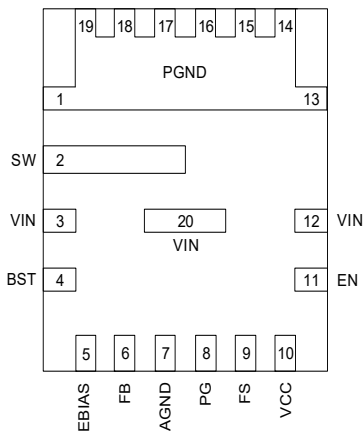 19 18 17 16 15 14
PGND
1 13
SW 2
VIN 3 20 12 VIN
VIN
BST 4 11 EN
5 6 7 8 9 10
EBIAS FB AGND PG FS VCC